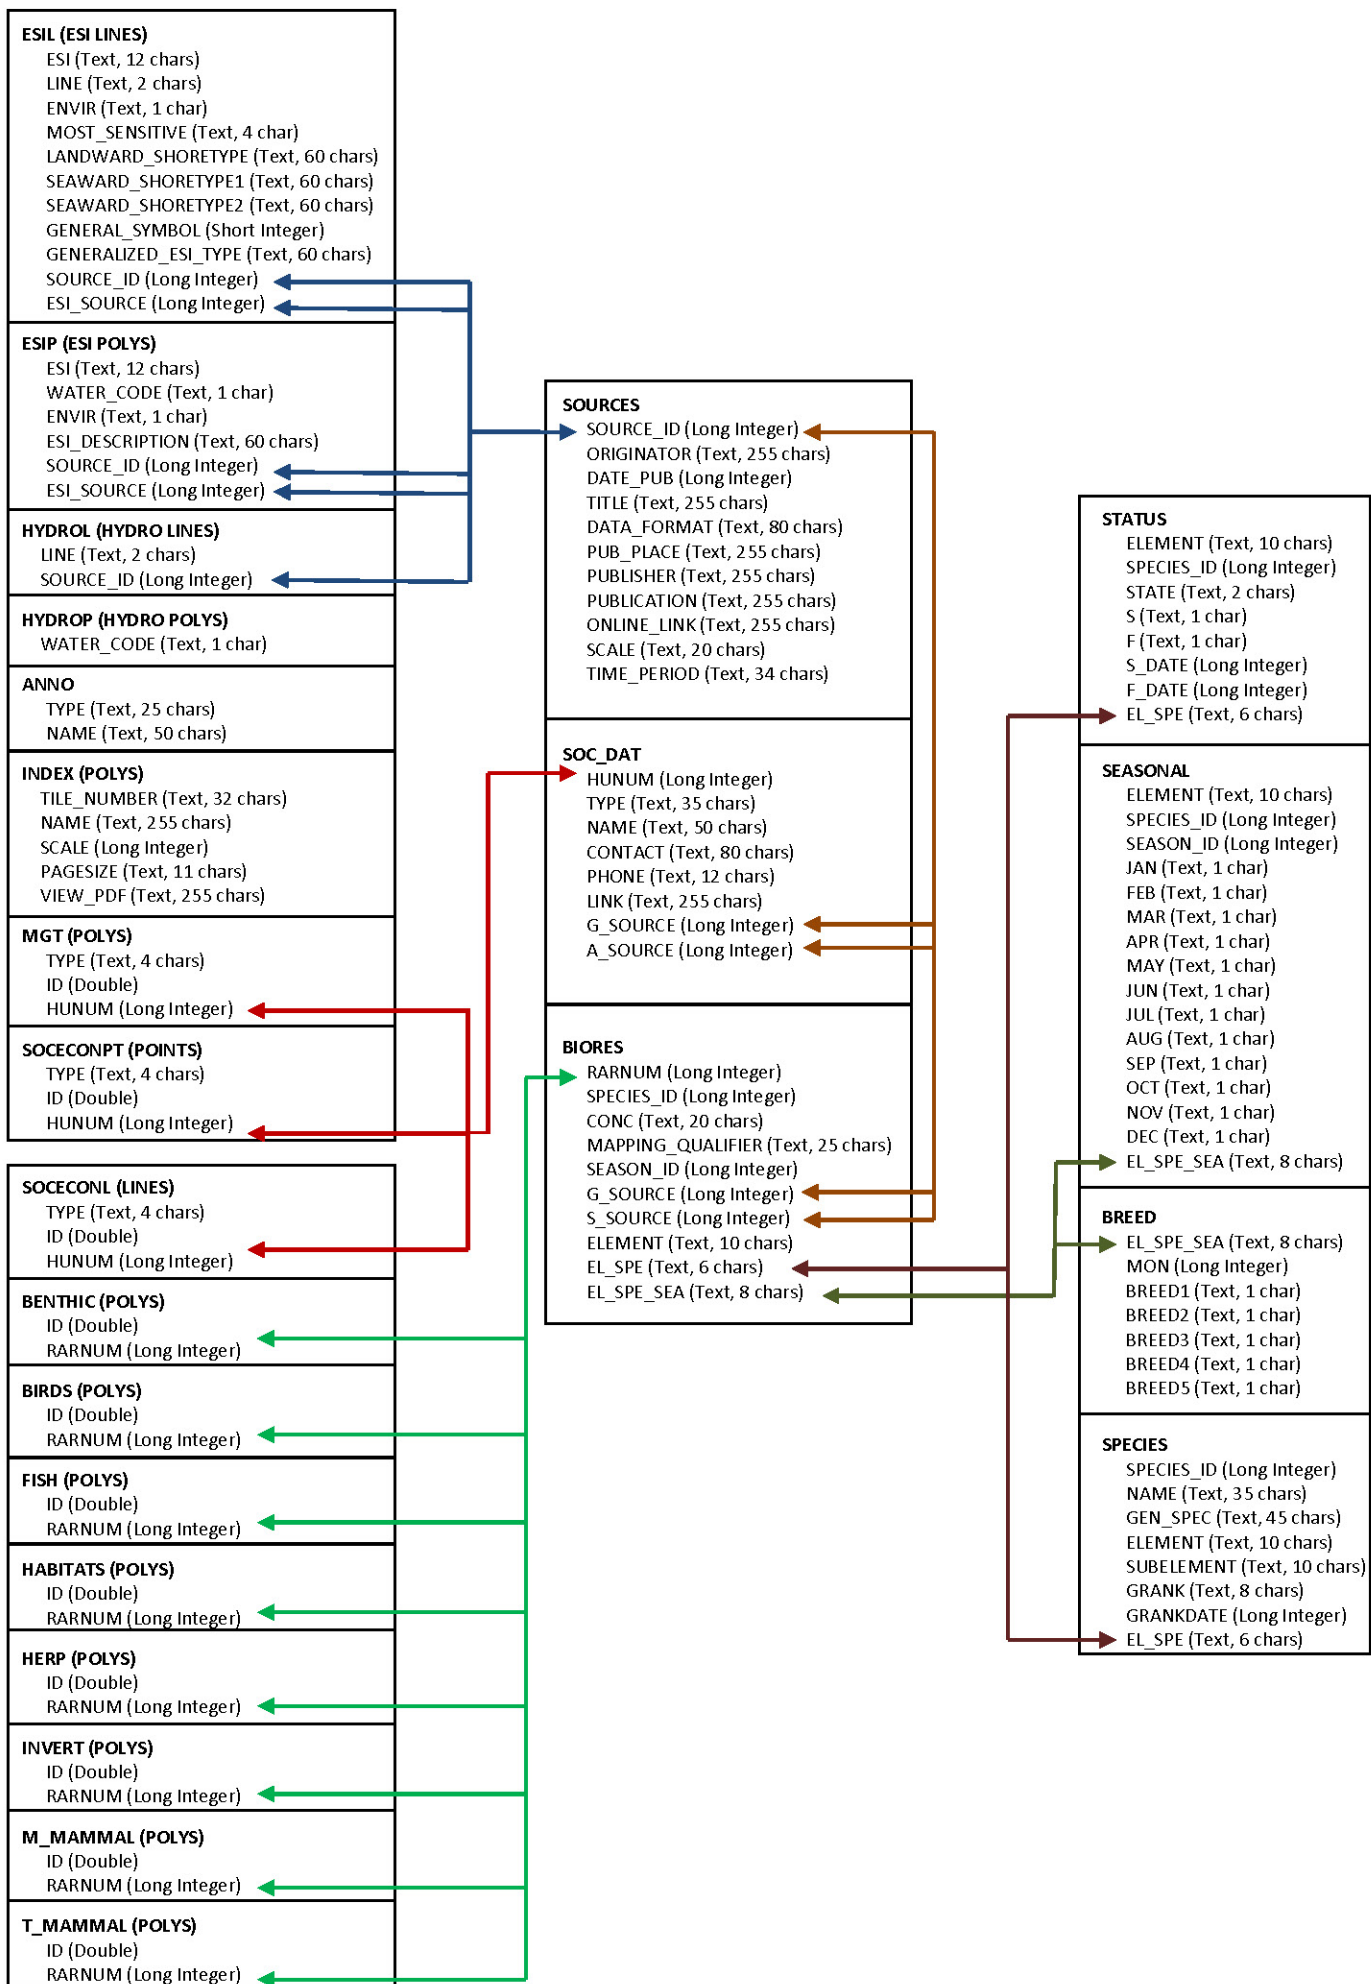 ESIL (ESI LINES)
ESI (Text, 12 chars)
LINE (Text, 2 chars)
ENVIR (Text, 1 char)
MOST_SENSITIVE (Text, 4 char)
LANDWARD_SHORETYPE (Text, 60 chars)
SEAWARD_SHORETYPE1 (Text, 60 chars)
SEAWARD_SHORETYPE2 (Text, 60 chars)
GENERAL_SYMBOL (Short Integer)
GENERALIZED_ESI_TYPE (Text, 60 chars)
SOURCE_ID (Long Integer)
ESI_SOURCE (Long Integer)
ESIP (ESI POLYS)
ESI (Text, 12 chars)
WATER_CODE (Text, 1 char)
ENVIR (Text, 1 char)
ESI_DESCRIPTION (Text, 60 chars)
SOURCE_ID (Long Integer)
ESI_SOURCE (Long Integer)
HYDROL (HYDRO LINES)
LINE (Text, 2 chars)
SOURCE_ID (Long Integer)
HYDROP (HYDRO POLYS)
WATER_CODE (Text, 1 char)
ANNO
TYPE (Text, 25 chars)
NAME (Text, 50 chars)
INDEX (POLYS)
TILE_NUMBER (Text, 32 chars)
NAME (Text, 255 chars)
SCALE (Long Integer)
PAGESIZE (Text, 11 chars)
VIEW_PDF (Text, 255 chars)
MGT (POLYS)
TYPE (Text, 4 chars)
ID (Double)
HUNUM (Long Integer)
SOCECONPT (POINTS)
TYPE (Text, 4 chars)
ID (Double)
HUNUM (Long Integer)
SOCECONL (LINES)
TYPE (Text, 4 chars)
ID (Double)
HUNUM (Long Integer)
BENTHIC (POLYS)
ID (Double)
RARNUM (Long Integer)
BIRDS (POLYS)
ID (Double)
RARNUM (Long Integer)
FISH (POLYS)
ID (Double)
RARNUM (Long Integer)
HABITATS (POLYS)
ID (Double)
RARNUM (Long Integer)
HERP (POLYS)
ID (Double)
RARNUM (Long Integer)
INVERT (POLYS)
ID (Double)
RARNUM (Long Integer)
M_MAMMAL (POLYS)
ID (Double)
RARNUM (Long Integer)
T_MAMMAL (POLYS)
ID (Double)
RARNUM (Long Integer)
SOURCES
SOURCE_ID (Long Integer)
ORIGINATOR (Text, 255 chars)
DATE_PUB (Long Integer)
TITLE (Text, 255 chars)
DATA_FORMAT (Text, 80 chars)
PUB_PLACE (Text, 255 chars)
PUBLISHER (Text, 255 chars)
PUBLICATION (Text, 255 chars)
ONLINE_LINK (Text, 255 chars)
SCALE (Text, 20 chars)
TIME_PERIOD (Text, 34 chars)
SOC_DAT
HUNUM (Long Integer)
TYPE (Text, 35 chars)
NAME (Text, 50 chars)
CONTACT (Text, 80 chars)
PHONE (Text, 12 chars)
LINK (Text, 255 chars)
G_SOURCE (Long Integer)
A_SOURCE (Long Integer)
BIORES
RARNUM (Long Integer)
SPECIES_ID (Long Integer)
CONC (Text, 20 chars)
MAPPING_QUALIFIER (Text, 25 chars)
SEASON_ID (Long Integer)
G_SOURCE (Long Integer)
S_SOURCE (Long Integer)
ELEMENT (Text, 10 chars)
EL_SPE (Text, 6 chars)
EL_SPE_SEA (Text, 8 chars)
STATUS
ELEMENT (Text, 10 chars)
SPECIES_ID (Long Integer)
STATE (Text, 2 chars)
S (Text, 1 char)
F (Text, 1 char)
S_DATE (Long Integer)
F_DATE (Long Integer)
EL_SPE (Text, 6 chars)
SEASONAL
ELEMENT (Text, 10 chars)
SPECIES_ID (Long Integer)
SEASON_ID (Long Integer)
JAN (Text, 1 char)
FEB (Text, 1 char)
MAR (Text, 1 char)
APR (Text, 1 char)
MAY (Text, 1 char)
JUN (Text, 1 char)
JUL (Text, 1 char)
AUG (Text, 1 char)
SEP (Text, 1 char)
OCT (Text, 1 char)
NOV (Text, 1 char)
DEC (Text, 1 char)
EL_SPE_SEA (Text, 8 chars)
BREED
EL_SPE_SEA (Text, 8 chars)
MON (Long Integer)
BREED1 (Text, 1 char)
BREED2 (Text, 1 char)
BREED3 (Text, 1 char)
BREED4 (Text, 1 char)
BREED5 (Text, 1 char)
SPECIES
SPECIES_ID (Long Integer)
NAME (Text, 35 chars)
GEN_SPEC (Text, 45 chars)
ELEMENT (Text, 10 chars)
SUBELEMENT (Text, 10 chars)
GRANK (Text, 8 chars)
GRANKDATE (Long Integer)
EL_SPE (Text, 6 chars)